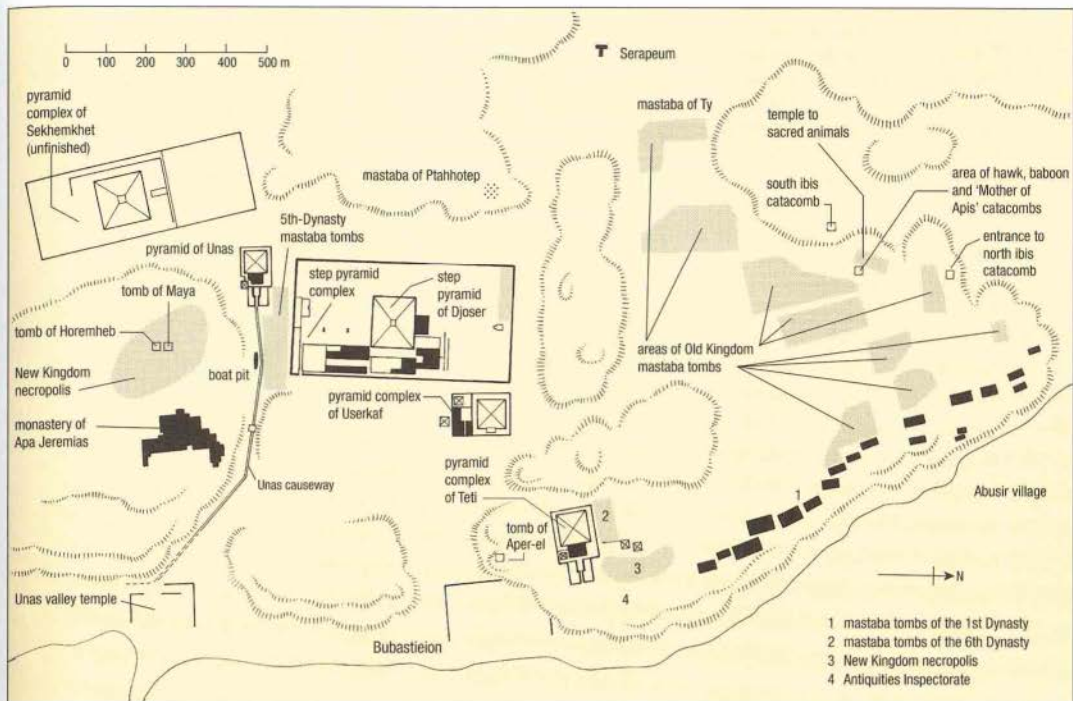 0 100 200 300 400 500 m
pyramid
complex of
Sekhemkhet
(unfinished)
Serapeum
mastaba of Ty
temple to
sacred animals
area of hawk, baboon
and ‘Mother of
Apis’ catacombs
south ibis
catacomb
entrance to
north ibis
catacomb
mastaba of Ptahhotep
5th-Dynasty
mastaba tombs
pyramid of Unas
step pyramid
complex
step
pyramid
of Djoser
tomb of Maya
tomb of Horemheb
New Kingdom
necropolis
boat pit
areas of Old Kingdom
mastaba tombs
monastery of
Apa Jeremias
pyramid complex
of Userkaf
Unas causeway
pyramid
complex
of Teti
tomb of
Aper-el
1
2
3
4
Abusir village
N
Unas valley temple
Bubastieion
1 mastaba tombs of the 1st Dynasty
2 mastaba tombs of the 6th Dynasty
3 New Kingdom necropolis
4 Antiquities Inspectorate